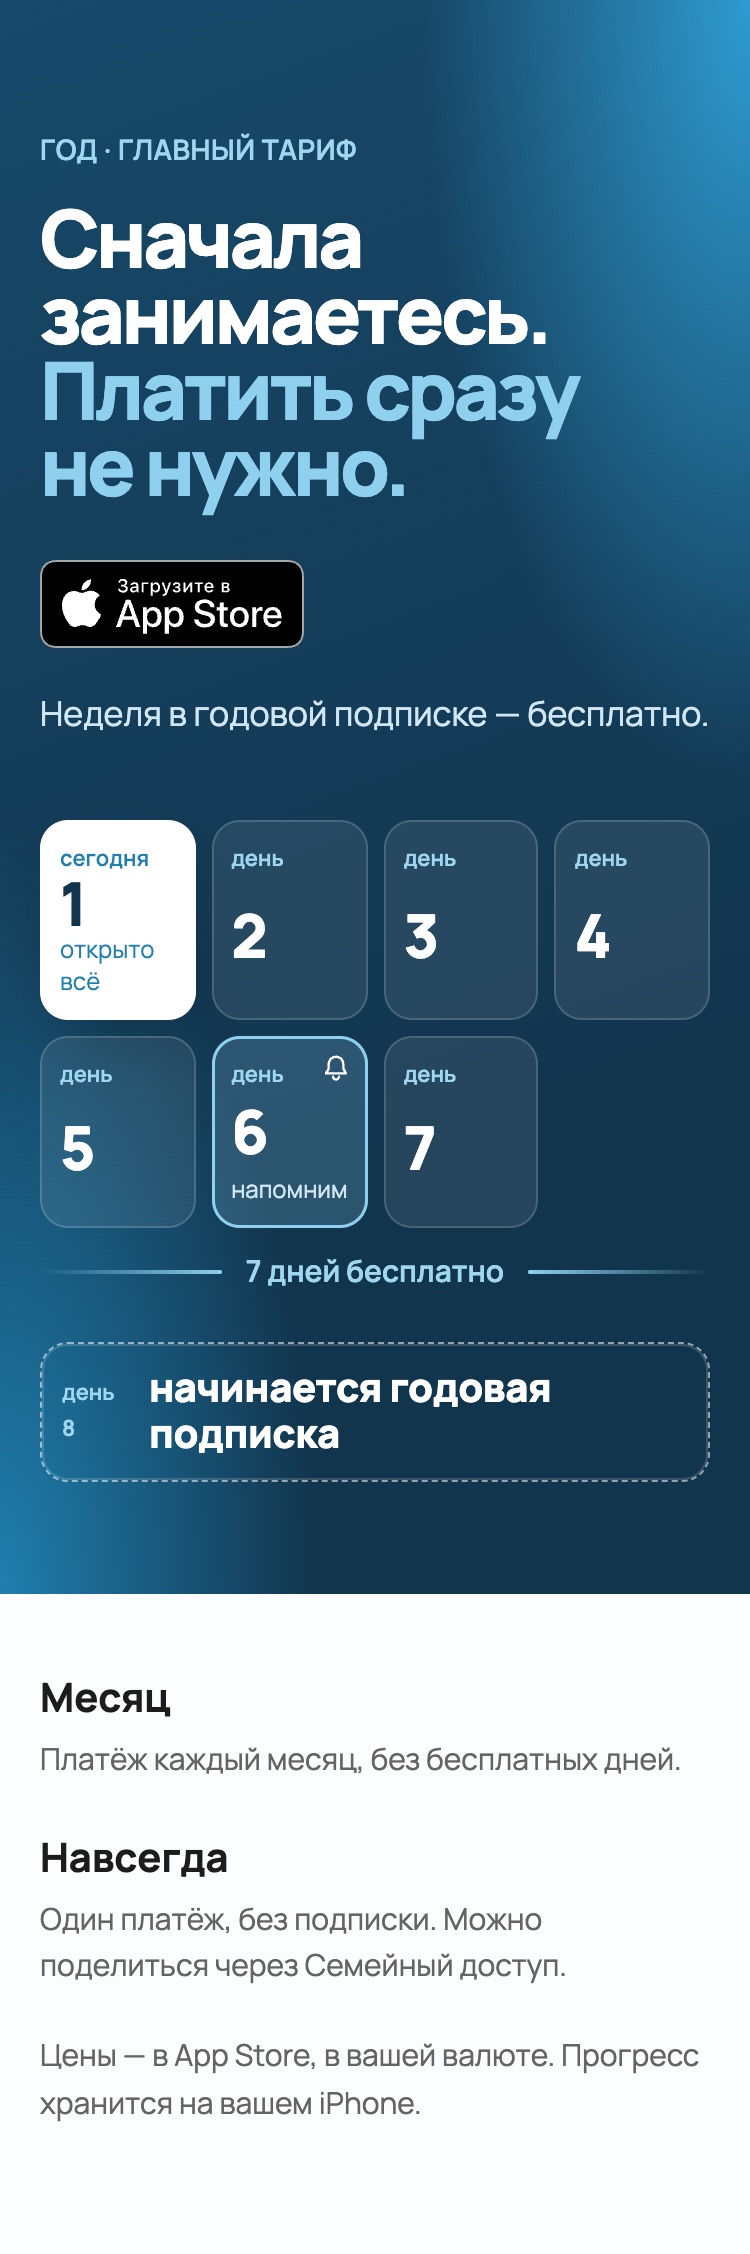 ГОД · ГЛАВНЫЙ ТАРИФ
Сначала
занимаетесь.
Платить сразу
не нужно.
Загрузите в
App Store
Неделя в годовой подписке — бесплатно.
сегодня
1
открыто
всё
день
2
день
3
день
4
день
5
день
6
напомним
день
7
7 дней бесплатно
день
8
начинается годовая
подписка
Месяц
Платёж каждый месяц, без бесплатных дней.
Навсегда
Один платёж, без подписки. Можно
поделиться через Семейный доступ.
Цены — в App Store, в вашей валюте. Прогресс
хранится на вашем iPhone.